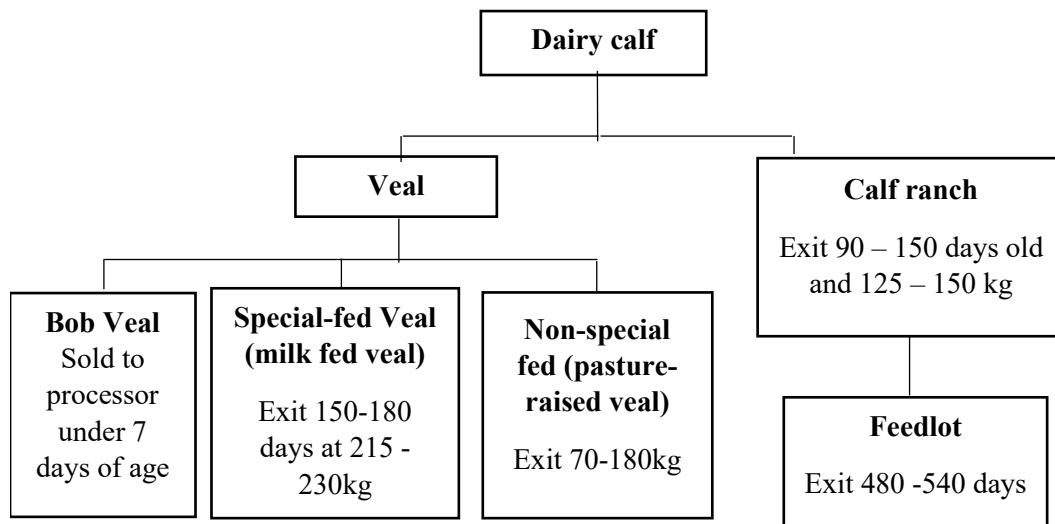 Dairy calf
Veal
Calf ranch
Exit 90 – 150 days old
and 125 – 150 kg
Bob Veal
Sold to
processor
under 7
days of age
Special-fed Veal
(milk fed veal)
Exit 150-180
days at 215 -
230kg
Non-special
fed (pasture-
raised veal)
Exit 70-180kg
Feedlot
Exit 480 -540 days